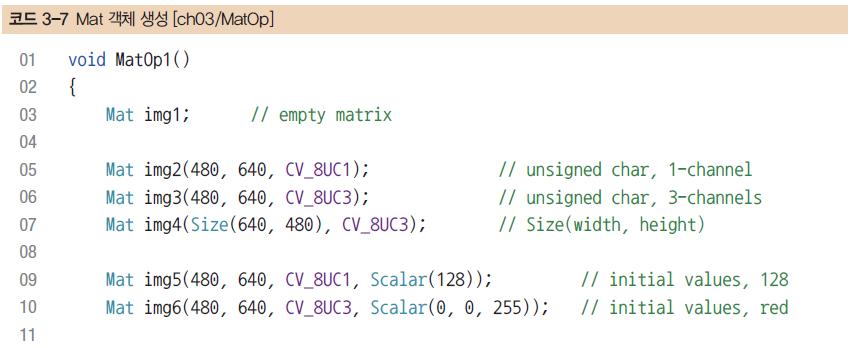 코드 3-7 Mat 객체 생성 [ch03/MatOp]
01 void MatOp1()
02 {
03 Mat img1; // empty matrix
04
05 Mat img2(480, 640, CV_8UC1); // unsigned char, 1-channel
06 Mat img3(480, 640, CV_8UC3); // unsigned char, 3-channels
07 Mat img4(Size(640, 480), CV_8UC3); // Size(width, height)
08
09 Mat img5(480, 640, CV_8UC1, Scalar(128)); // initial values, 128
10 Mat img6(480, 640, CV_8UC3, Scalar(0, 0, 255)); // initial values, red
11